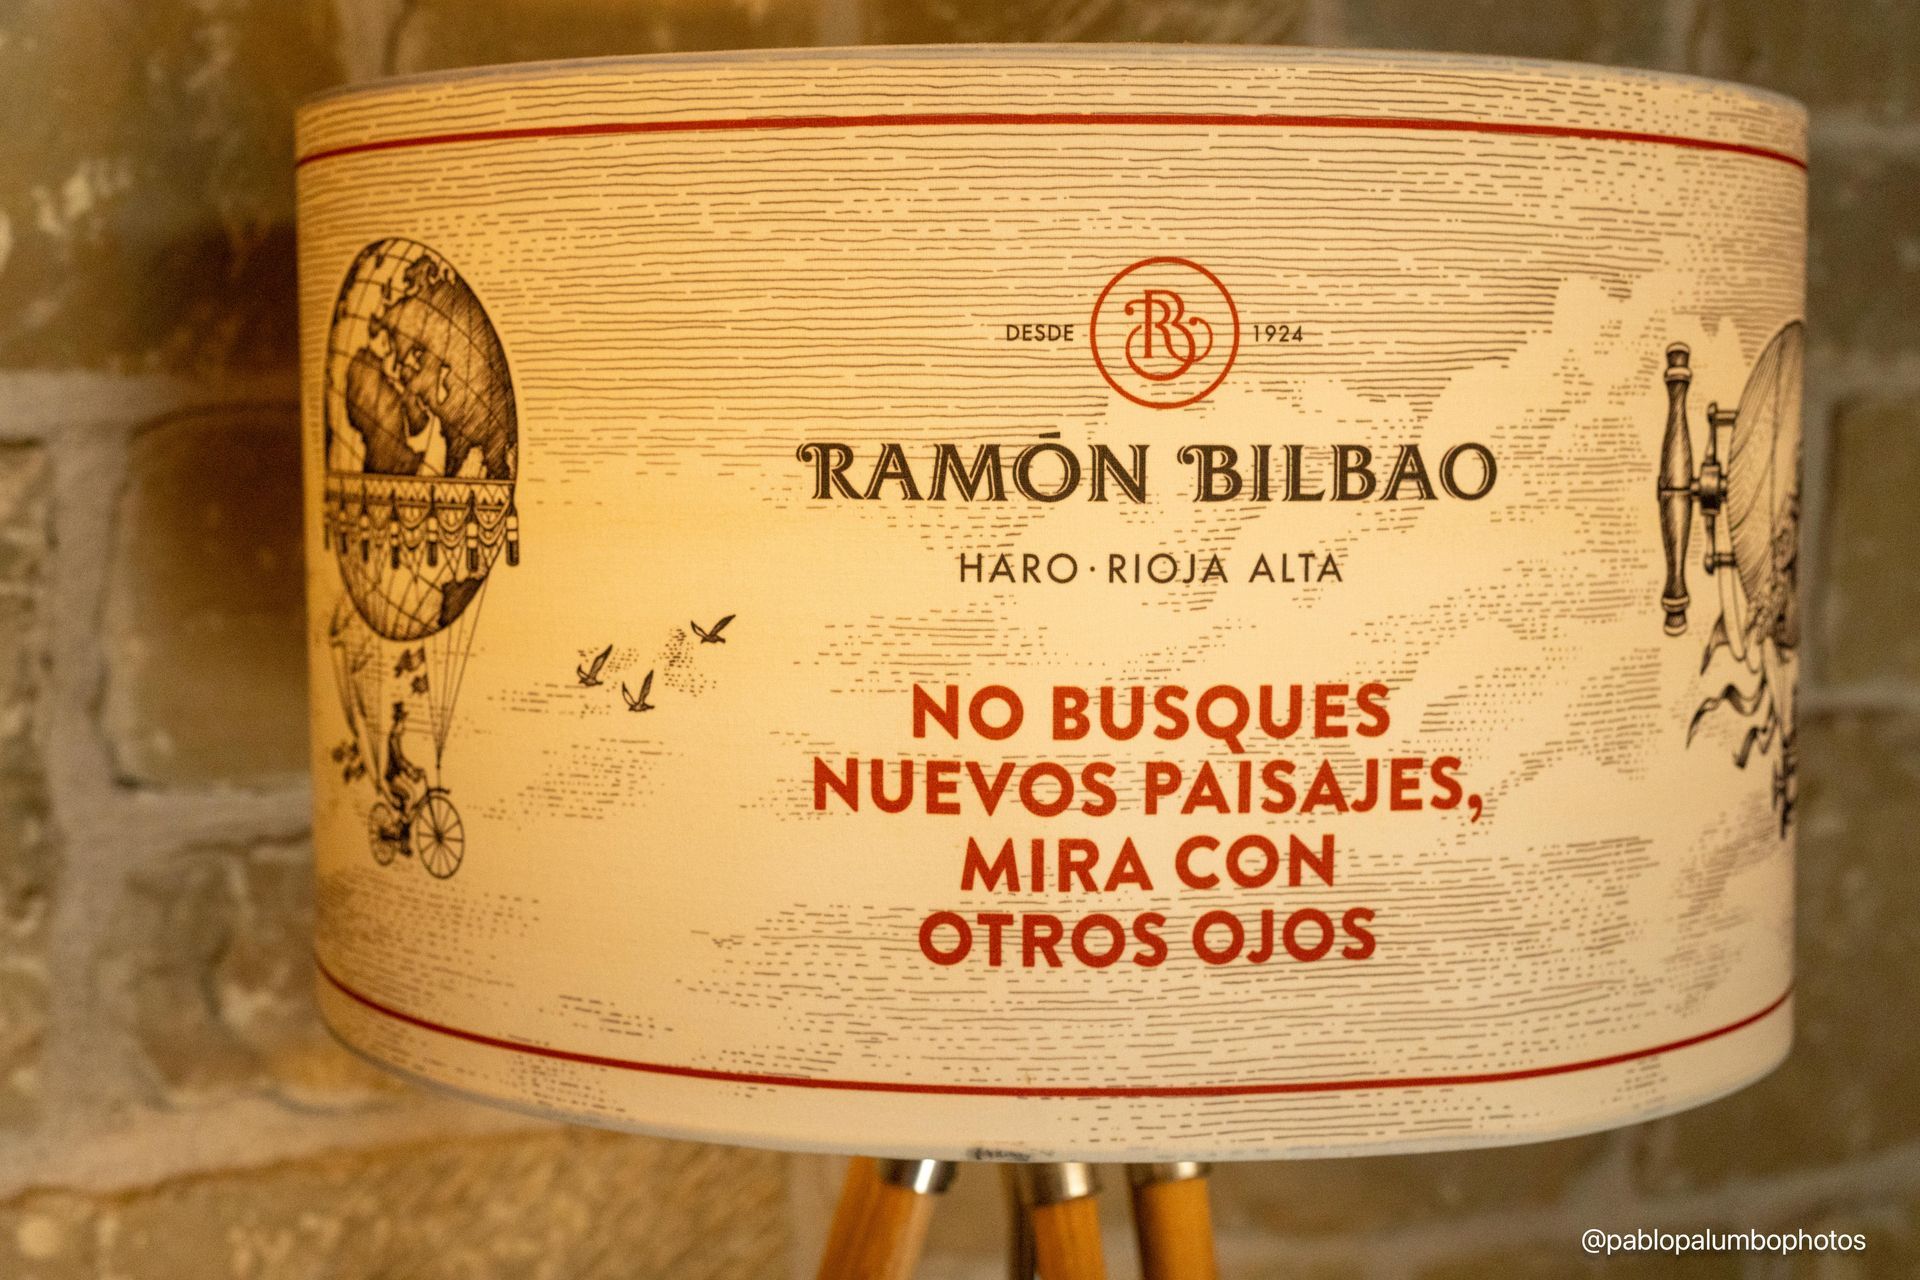 DESDE RB 1924
RAMÓN BILBAO
HARO · RIOJA ALTA
NO BUSQUES
NUEVOS PAISAJES,
MIRA CON
OTROS OJOS
@pablopalumbophotos